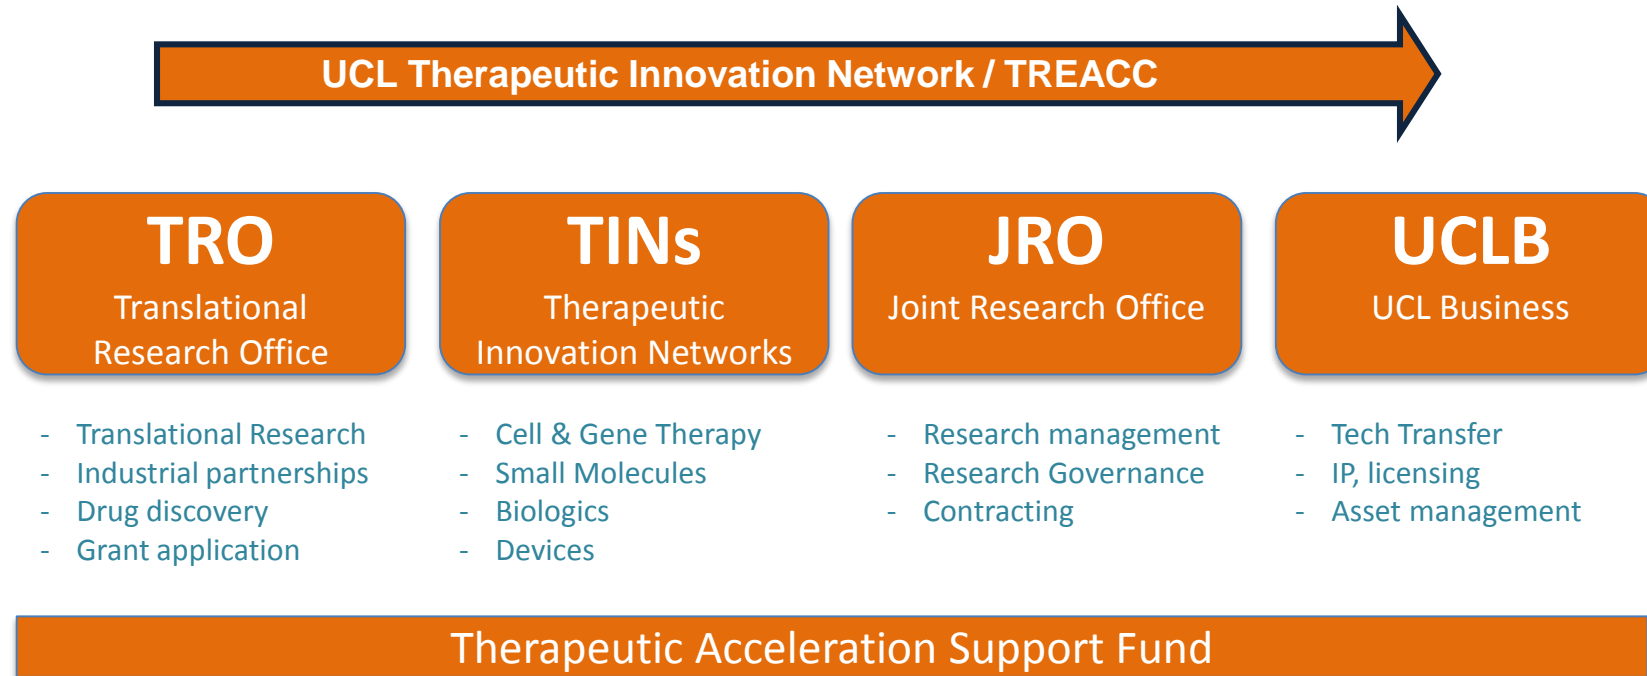 UCL Therapeutic Innovation Network / TREACC
TRO
Translational
Research Office
TINs
Therapeutic
Innovation Networks
JRO
Joint Research Office
UCLB
UCL Business
- Translational Research
- Industrial partnerships
- Drug discovery
- Grant application
- Cell & Gene Therapy
- Small Molecules
- Biologics
- Devices
- Research management
- Research Governance
- Contracting
- Tech Transfer
- IP, licensing
- Asset management
Therapeutic Acceleration Support Fund